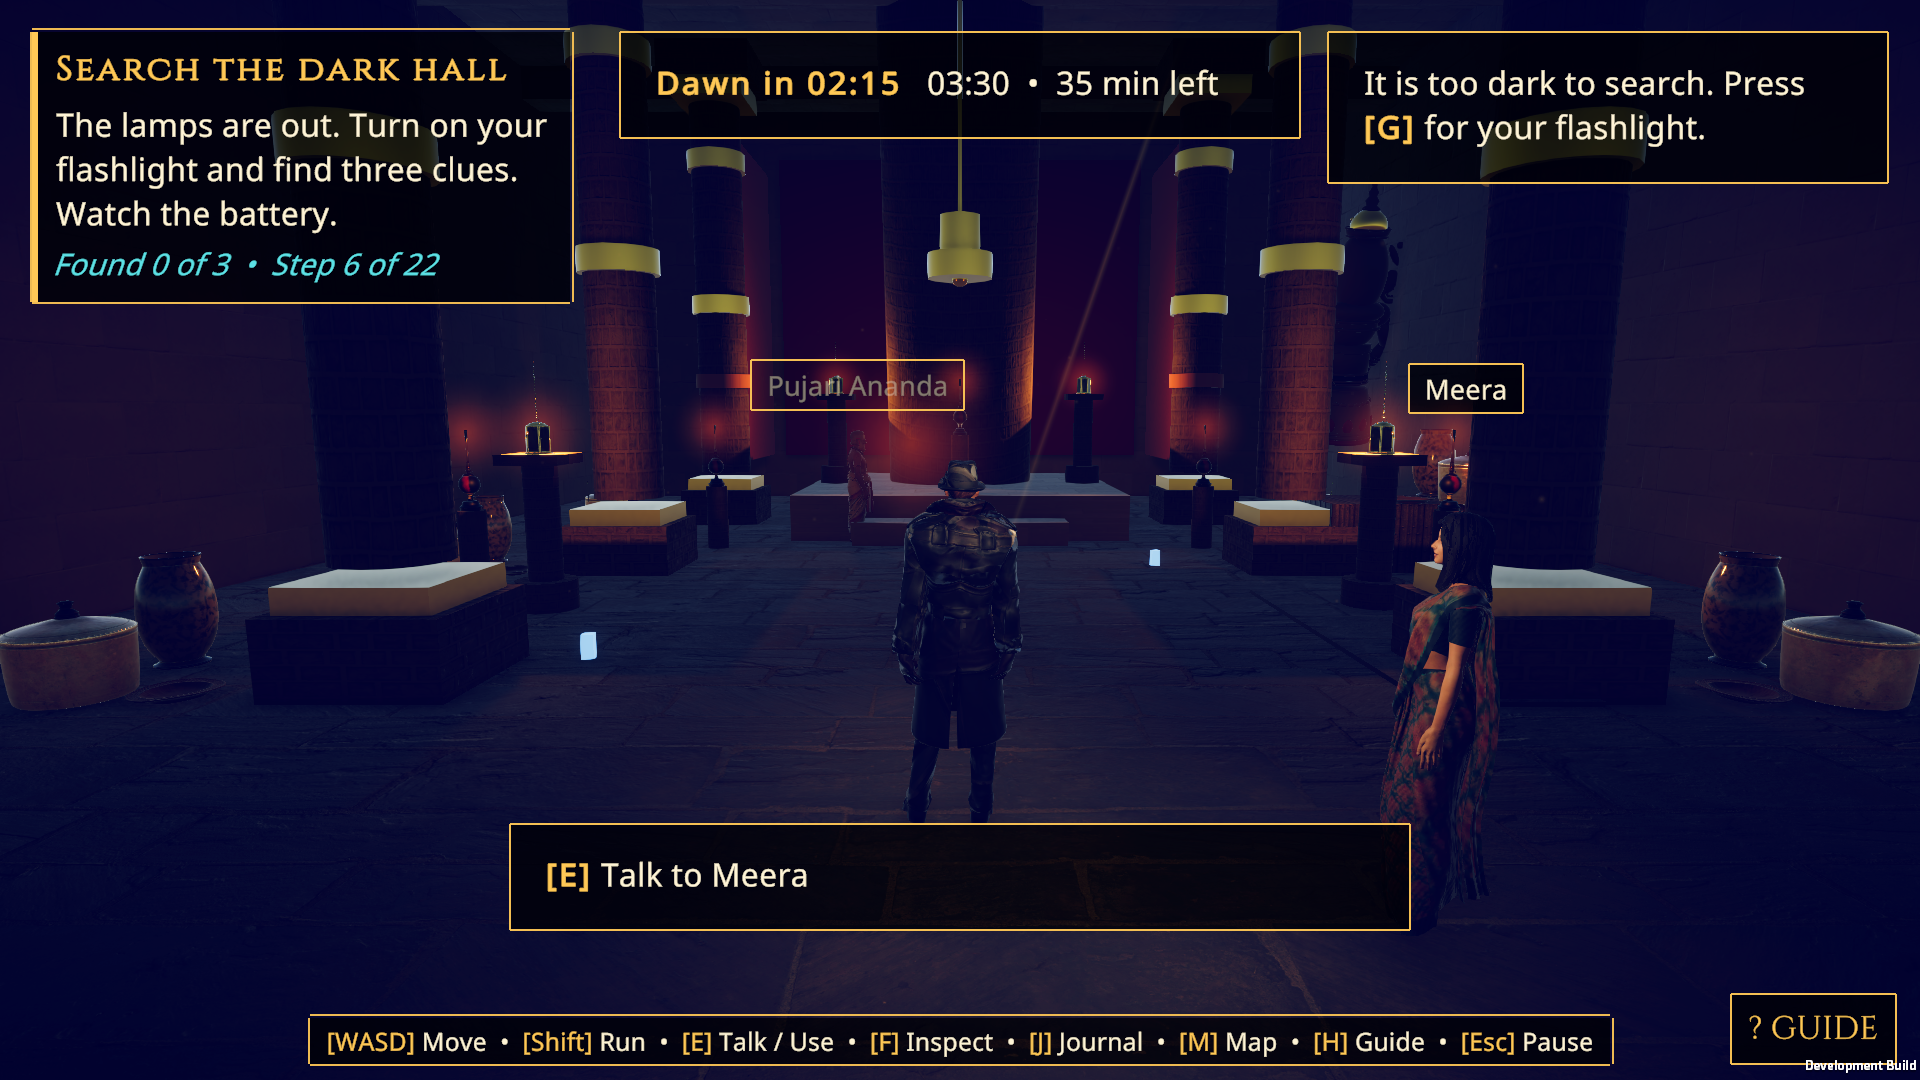 SEARCH THE DARK HALL
The lamps are out. Turn on your
flashlight and find three clues.
Watch the battery.
Found 0 of 3 • Step 6 of 22
Dawn in 02:15 03:30 • 35 min left
It is too dark to search. Press
[G] for your flashlight.
Pujari Ananda
Meera
[E] Talk to Meera
[WASD] Move • [Shift] Run • [E] Talk / Use • [F] Inspect • [J] Journal • [M] Map • [H] Guide • [Esc] Pause
? GUIDE
Development Build